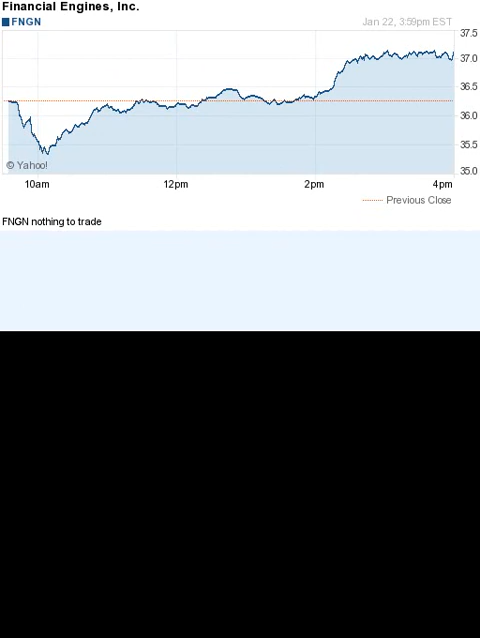 Financial Engines, Inc.
FNGN Jan 22, 3:59pm EST
37.5
37.0
36.5
36.0
35.5
35.0
© Yahoo!
10am 12pm 2pm 4pm
Previous Close
FNGN nothing to trade